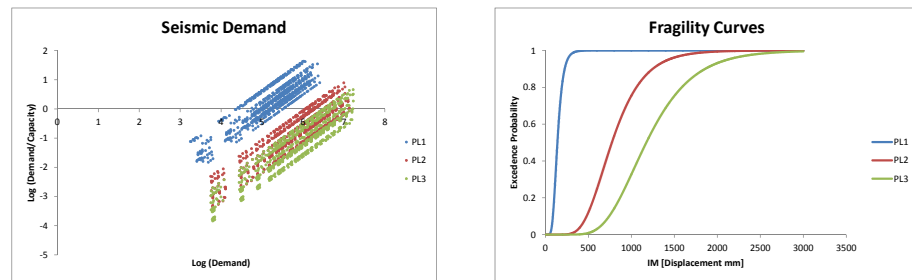 Seismic Demand
2
1
0
-1
-2
-3
-4
-5
0 1 2 3 4 5 6 7 8
Log (Demand/Capacity)
Log (Demand)
PL1
PL2
PL3
Fragility Curves
1
0.8
0.6
0.4
0.2
0
0 500 1000 1500 2000 2500 3000 3500
Excedence Probability
IM [Displacement mm]
PL1
PL2
PL3